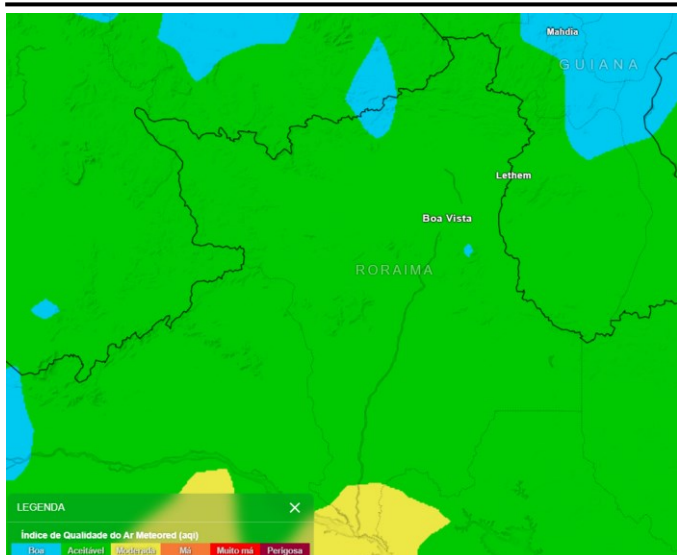 Mahdia
GUIANA
Lethem
Boa Vista
RORAIMA
LEGENDA
Índice de Qualidade do Ar Meteored (aqi)
Boa Aceitável Moderada Má Muito má Perigosa